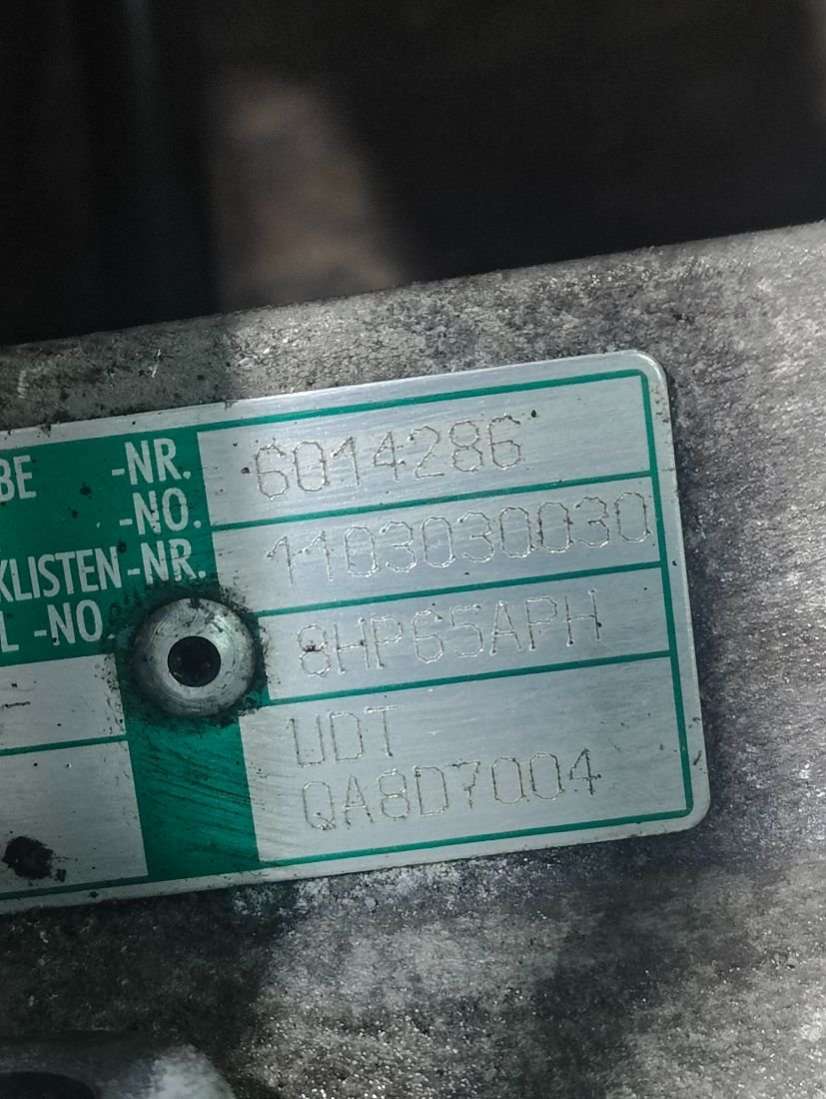 BE -NR. 6014286
-NO.
KLISTEN-NR. 1103030030
L -NO. 8HP65APH
UDT
QA8D7004